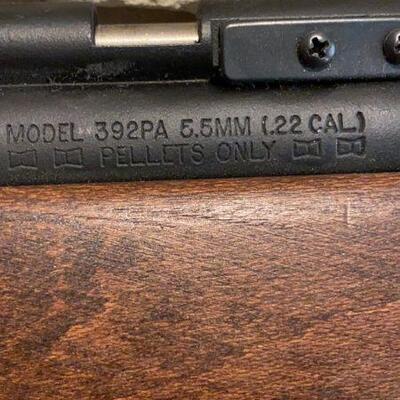 MODEL 392PA 5.5MM (.22 CAL.)
PELLETS ONLY